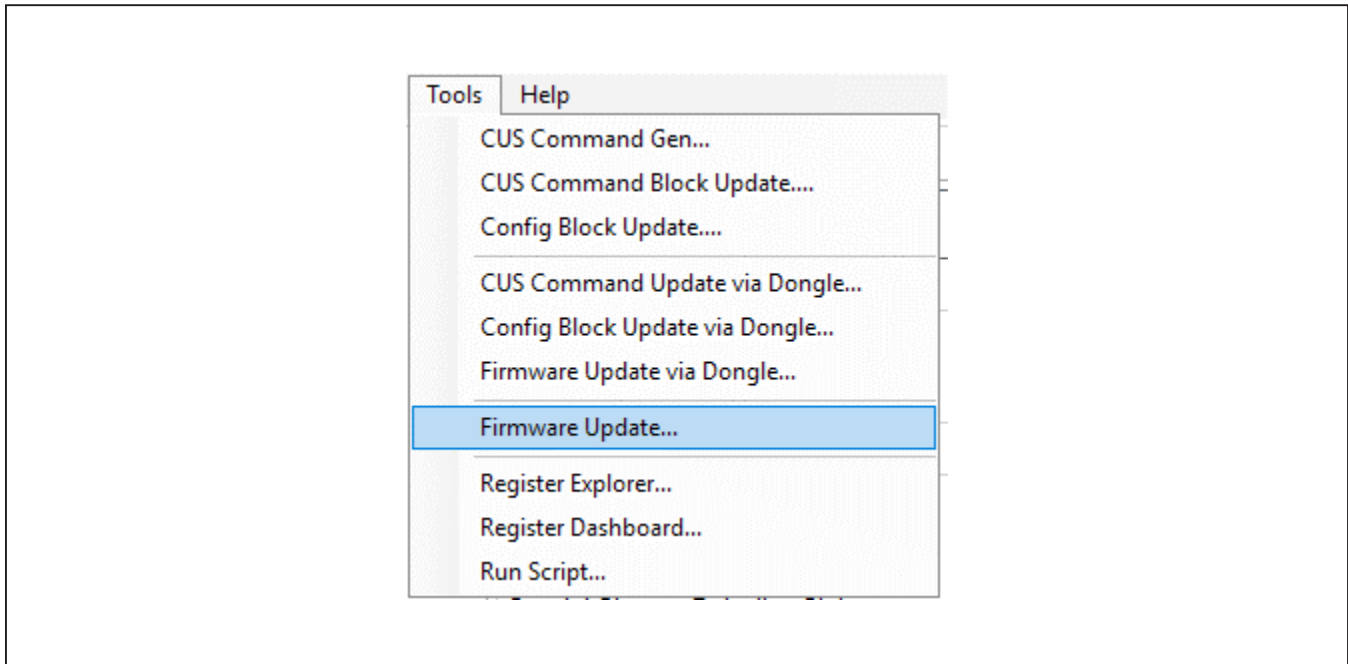 Tools Help
CUS Command Gen...
CUS Command Block Update....
Config Block Update....
CUS Command Update via Dongle...
Config Block Update via Dongle...
Firmware Update via Dongle...
Firmware Update...
Register Explorer...
Register Dashboard...
Run Script...